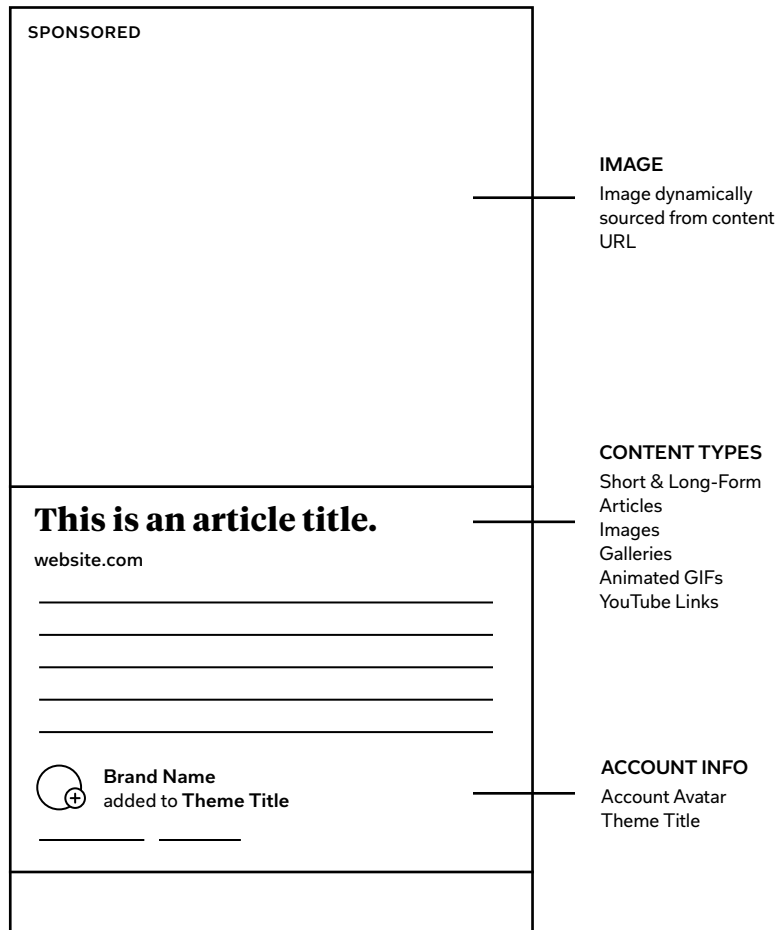 SPONSORED
IMAGE
Image dynamically
sourced from content
URL
This is an article title.
website.com
CONTENT TYPES
Short & Long-Form
Articles
Images
Galleries
Animated GIFs
YouTube Links
Brand Name
added to Theme Title
ACCOUNT INFO
Account Avatar
Theme Title